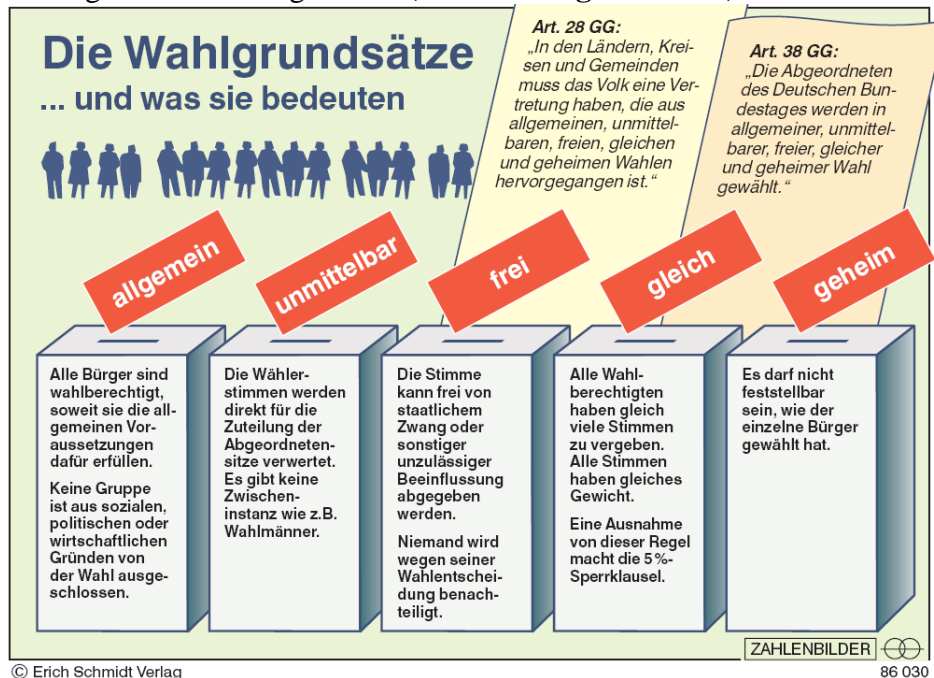 Die Wahlgrundsätze
... und was sie bedeuten
Art. 28 GG:
„In den Ländern, Krei-
sen und Gemeinden
muss das Volk eine Ver-
tretung haben, die aus
allgemeinen, unmittel-
baren, freien, gleichen
und geheimen Wahlen
hervorgegangen ist.“
Art. 38 GG:
„Die Abgeordneten
des Deutschen Bun-
destages werden in
allgemeiner, unmittel-
barer, freier, gleicher
und geheimer Wahl
gewählt.“
allgemein
Alle Bürger sind
wahlberechtigt,
soweit sie die all-
gemeinen Vor-
aussetzungen
dafür erfüllen.
Keine Gruppe
ist aus sozialen,
politischen oder
wirtschaftlichen
Gründen von
der Wahl ausge-
schlossen.
unmittelbar
Die Wähler-
stimmen werden
direkt für die
Zuteilung der
Abgeordneten-
sitze verwertet.
Es gibt keine
Zwischen-
instanz wie z.B.
Wahlmänner.
frei
Die Stimme
kann frei von
staatlichem
Zwang oder
sonstiger
unzulässiger
Beeinflussung
abgegeben
werden.
Niemand wird
wegen seiner
Wahlentschei-
dung benach-
teiligt.
gleich
Alle Wahl-
berechtigten
haben gleich
viele Stimmen
zu vergeben.
Alle Stimmen
haben gleiches
Gewicht.
Eine Ausnahme
von dieser Regel
macht die 5%-
Sperrklausel.
geheim
Es darf nicht
feststellbar
sein, wie der
einzelne Bürger
gewählt hat.
ZAHLENBILDER
© Erich Schmidt Verlag
86 030